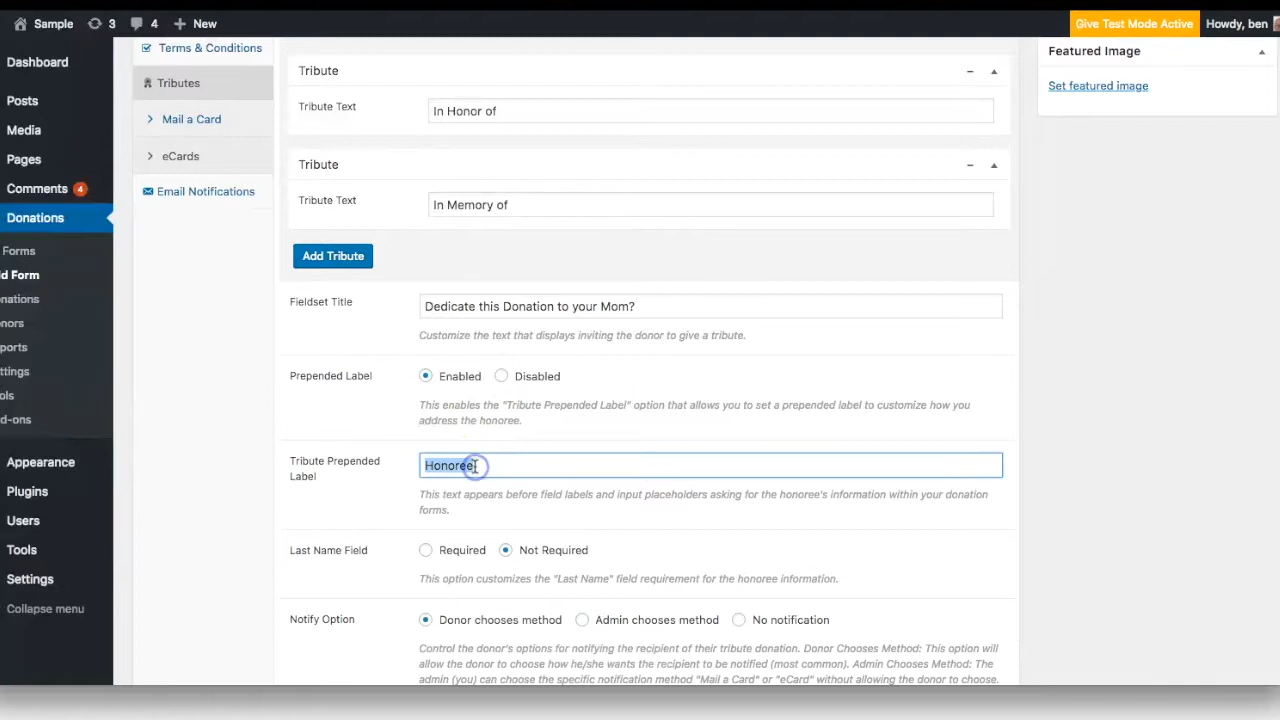 Sample 3 4 New Give Test Mode Active Howdy, ben
Dashboard
Posts
Media
Pages
Comments 4
Donations
Forms
d Form
nations
nors
ports
ttings
ols
d-ons
Appearance
Plugins
Users
Tools
Settings
Collapse menu
Terms & Conditions
Tributes
Mail a Card
eCards
Email Notifications
Tribute
Tribute Text In Honor of
Tribute
Tribute Text In Memory of
Add Tribute
Fieldset Title Dedicate this Donation to your Mom?
Customize the text that displays inviting the donor to give a tribute.
Prepended Label Enabled Disabled
This enables the "Tribute Prepended Label" option that allows you to set a prepended label to customize how you
address the honoree.
Tribute Prepended
Label
Honoree
This text appears before field labels and input placeholders asking for the honoree's information within your donation
forms.
Last Name Field Required Not Required
This option customizes the "Last Name" field requirement for the honoree information.
Notify Option Donor chooses method Admin chooses method No notification
Control the donor's options for notifying the recipient of their tribute donation. Donor Chooses Method: This option will
allow the donor to choose how he/she wants the recipient to be notified (most common). Admin Chooses Method: The
admin (you) can choose the specific notification method "Mail a Card" or "eCard" without allowing the donor to choose.
Featured Image
Set featured image